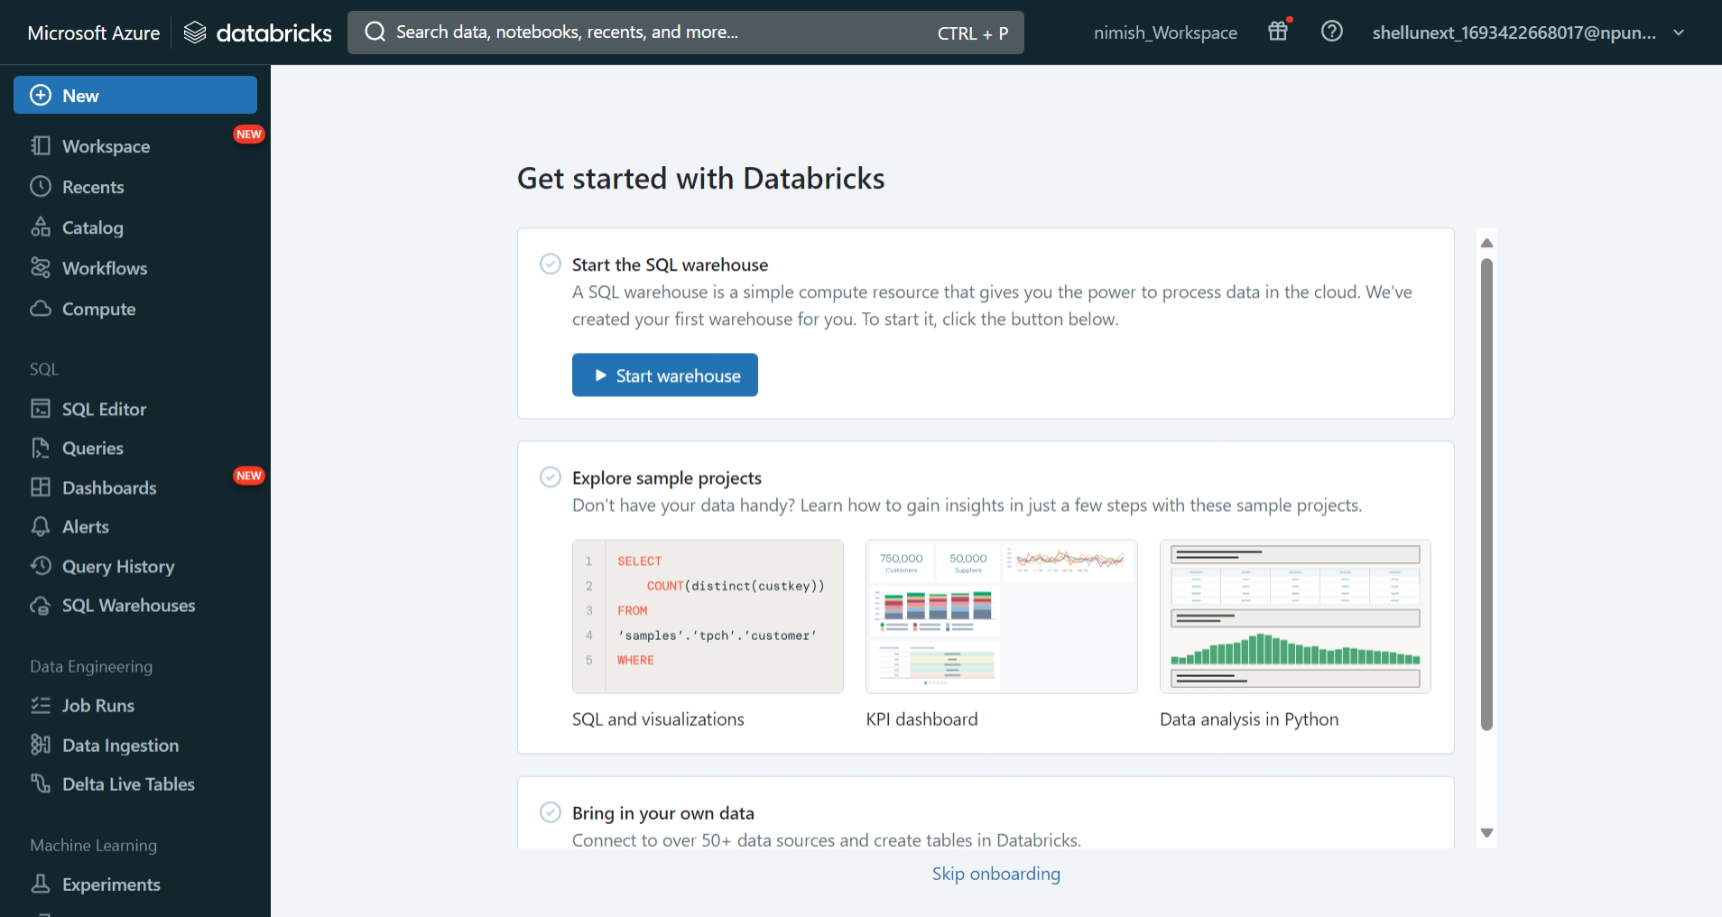 Microsoft Azure
databricks
Search data, notebooks, recents, and more...
CTRL + P
nimish_Workspace
shellunext_1693422668017@npun...
New
Workspace
NEW
Recents
Catalog
Workflows
Compute
SQL
SQL Editor
Queries
Dashboards
NEW
Alerts
Query History
SQL Warehouses
Data Engineering
Job Runs
Data Ingestion
Delta Live Tables
Machine Learning
Experiments
Get started with Databricks
Start the SQL warehouse
A SQL warehouse is a simple compute resource that gives you the power to process data in the cloud. We've
created your first warehouse for you. To start it, click the button below.
Start warehouse
Explore sample projects
Don't have your data handy? Learn how to gain insights in just a few steps with these sample projects.
1 SELECT
2 COUNT(distinct(custkey))
3 FROM
4 ‘samples’.‘tpch’.‘customer’
5 WHERE
750,000
Customers
50,000
Suppliers
SQL and visualizations
KPI dashboard
Data analysis in Python
Bring in your own data
Connect to over 50+ data sources and create tables in Databricks.
Skip onboarding